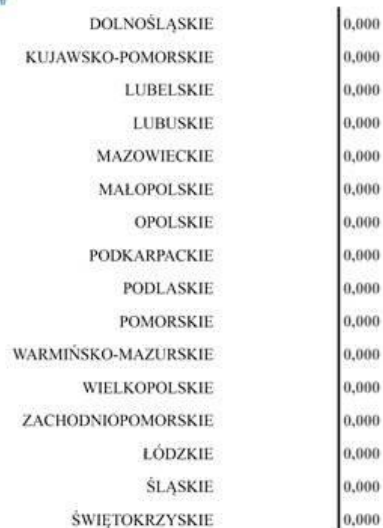 DOLNOŚLĄSKIE 0,000
KUJAWSKO-POMORSKIE 0,000
LUBELSKIE 0,000
LUBUSKIE 0,000
MAZOWIECKIE 0,000
MAŁOPOLSKIE 0,000
OPOLSKIE 0,000
PODKARPACKIE 0,000
PODLASKIE 0,000
POMORSKIE 0,000
WARMIŃSKO-MAZURSKIE 0,000
WIELKOPOLSKIE 0,000
ZACHODNIOPOMORSKIE 0,000
ŁÓDZKIE 0,000
ŚLĄSKIE 0,000
ŚWIĘTOKRZYSKIE 0,000